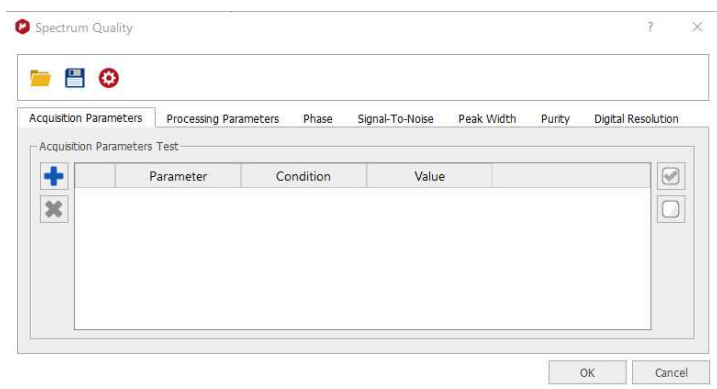 Spectrum Quality ?
Acquisition Parameters Processing Parameters Phase Signal-To-Noise Peak Width Purity Digital Resolution
Acquisition Parameters Test
Parameter Condition Value
OK Cancel